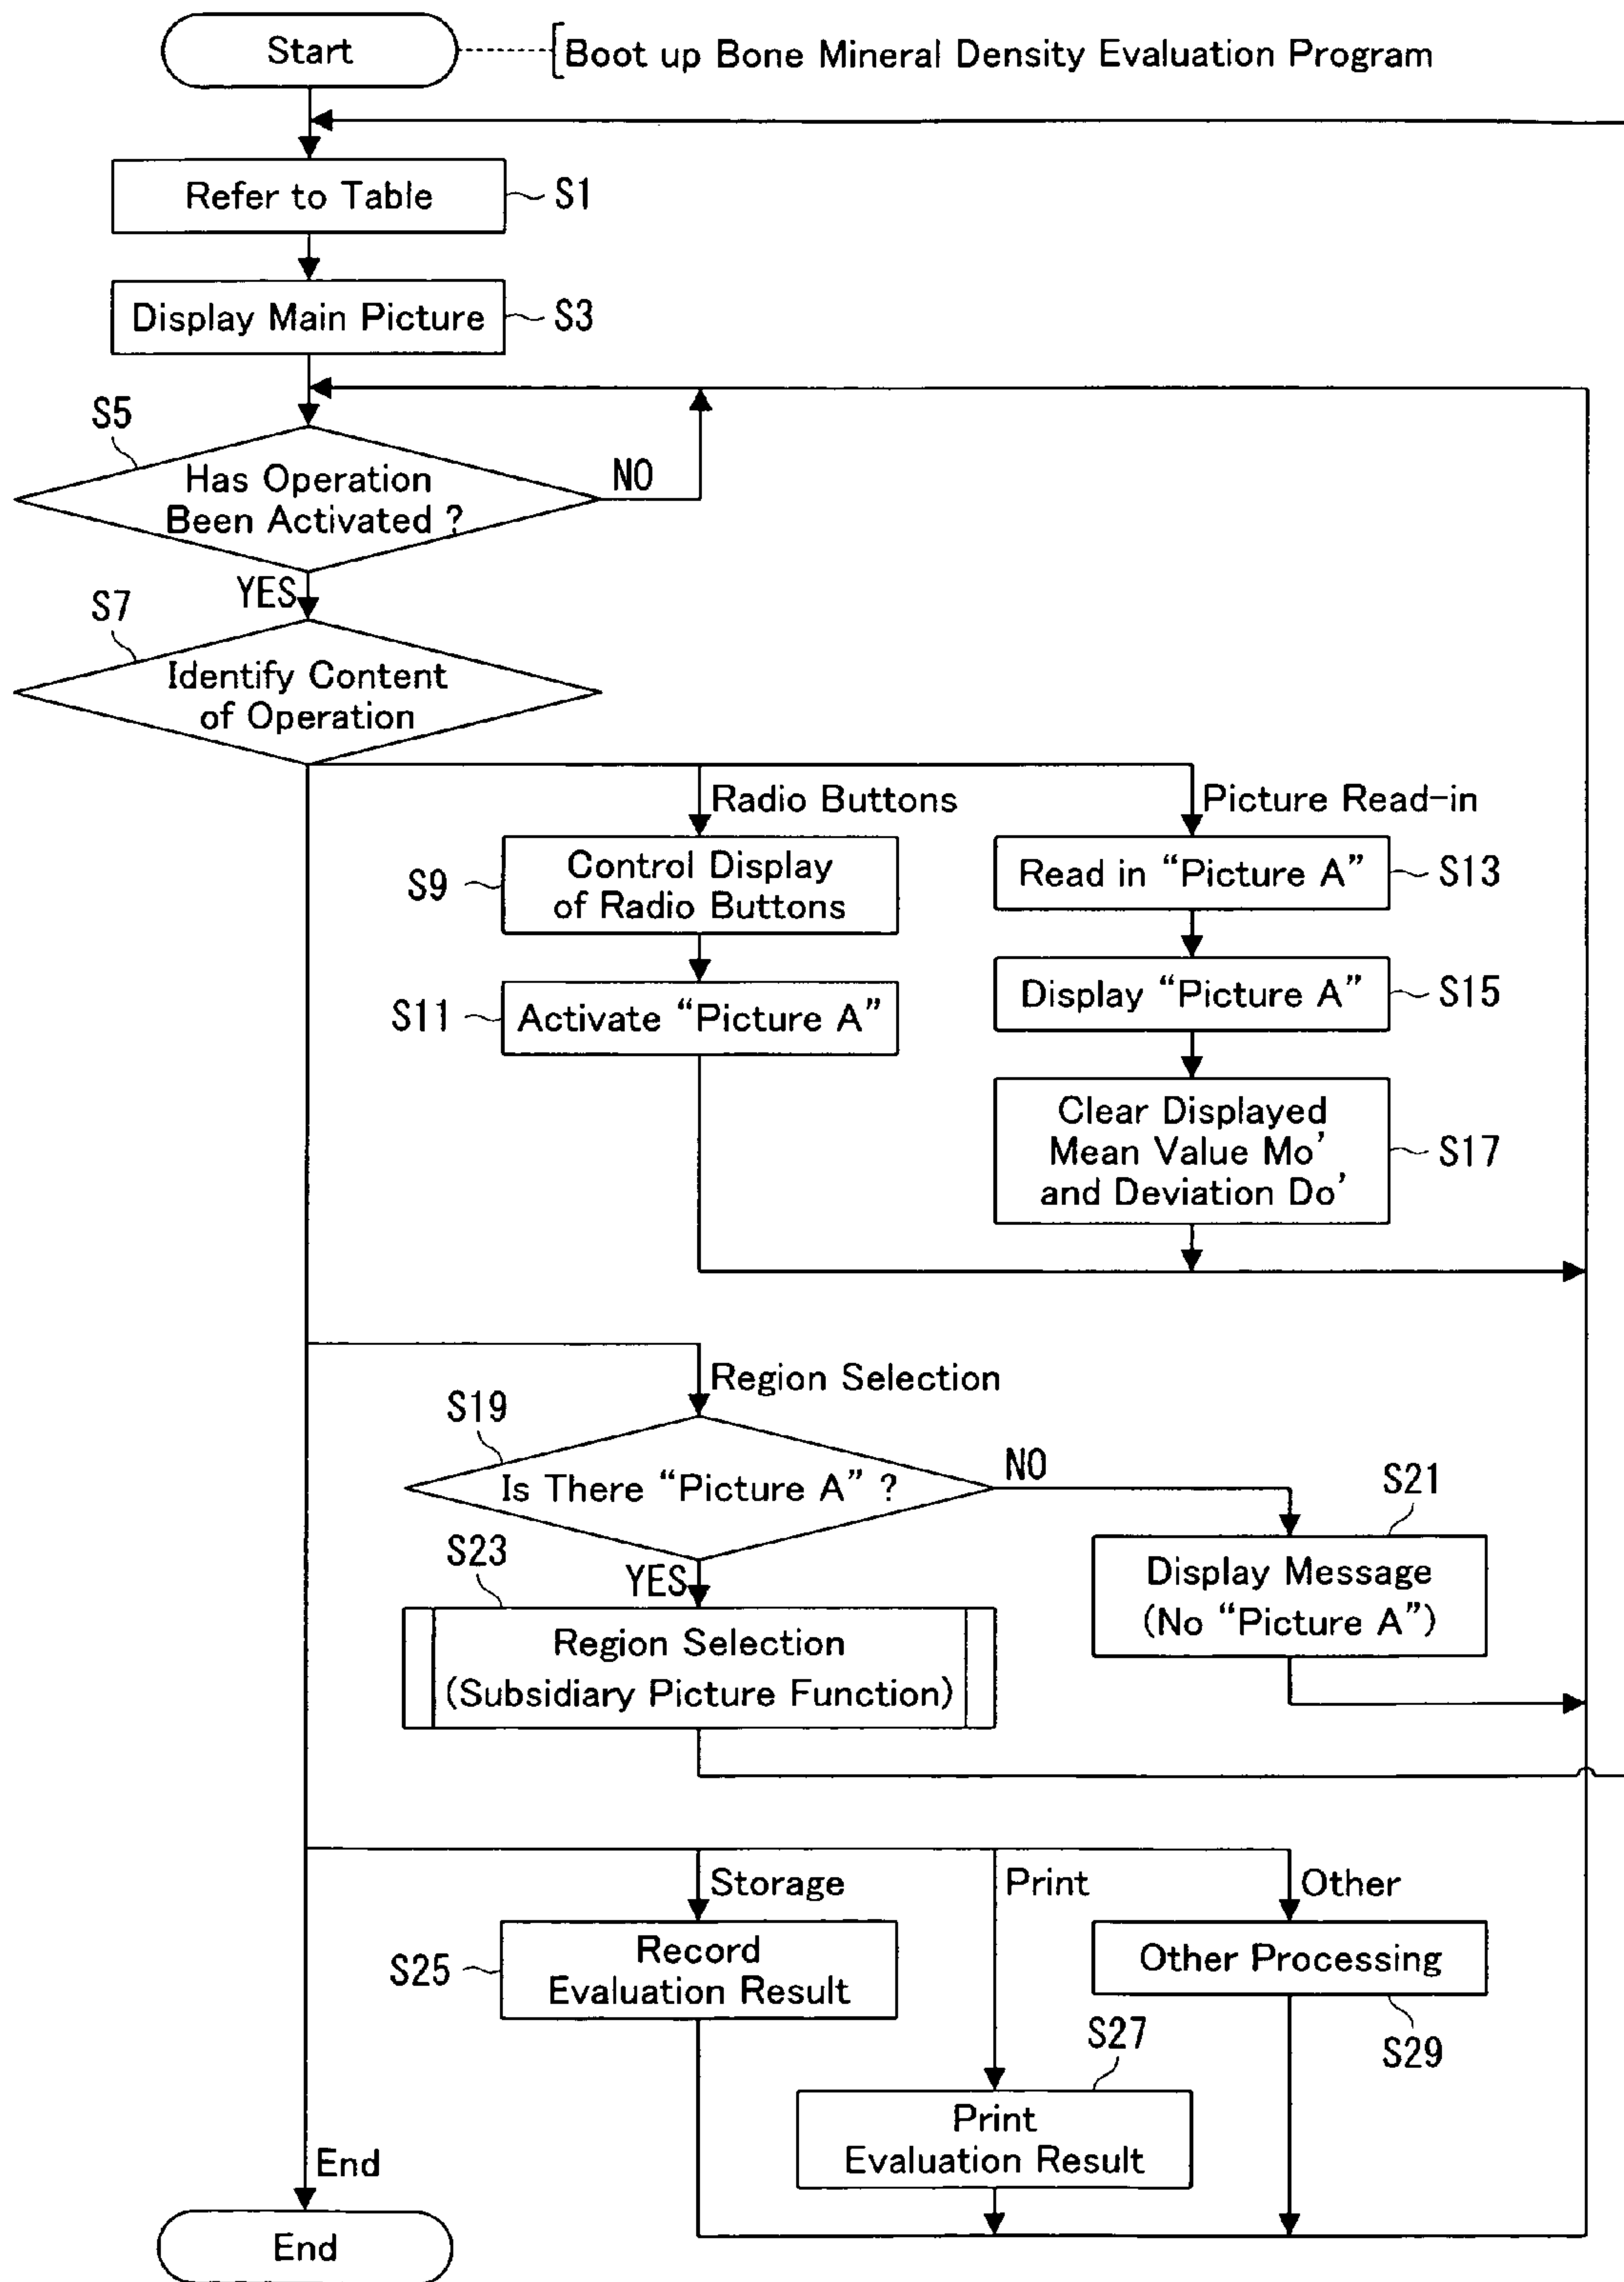 Start
Boot up Bone Mineral Density Evaluation Program
Refer to Table
S1
Display Main Picture
S3
S5
Has Operation
Been Activated ?
NO
YES
S7
Identify Content
of Operation
Radio Buttons
Picture Read-in
S9
Control Display
of Radio Buttons
Read in “Picture A”
S13
S11
Activate “Picture A”
Display “Picture A”
S15
Clear Displayed
Mean Value Mo’
and Deviation Do’
S17
Region Selection
S19
Is There “Picture A” ?
NO
S21
Display Message
(No “Picture A”)
YES
S23
Region Selection
(Subsidiary Picture Function)
Storage
Print
Other
S25
Record
Evaluation Result
Other Processing
S29
S27
Print
Evaluation Result
End
End